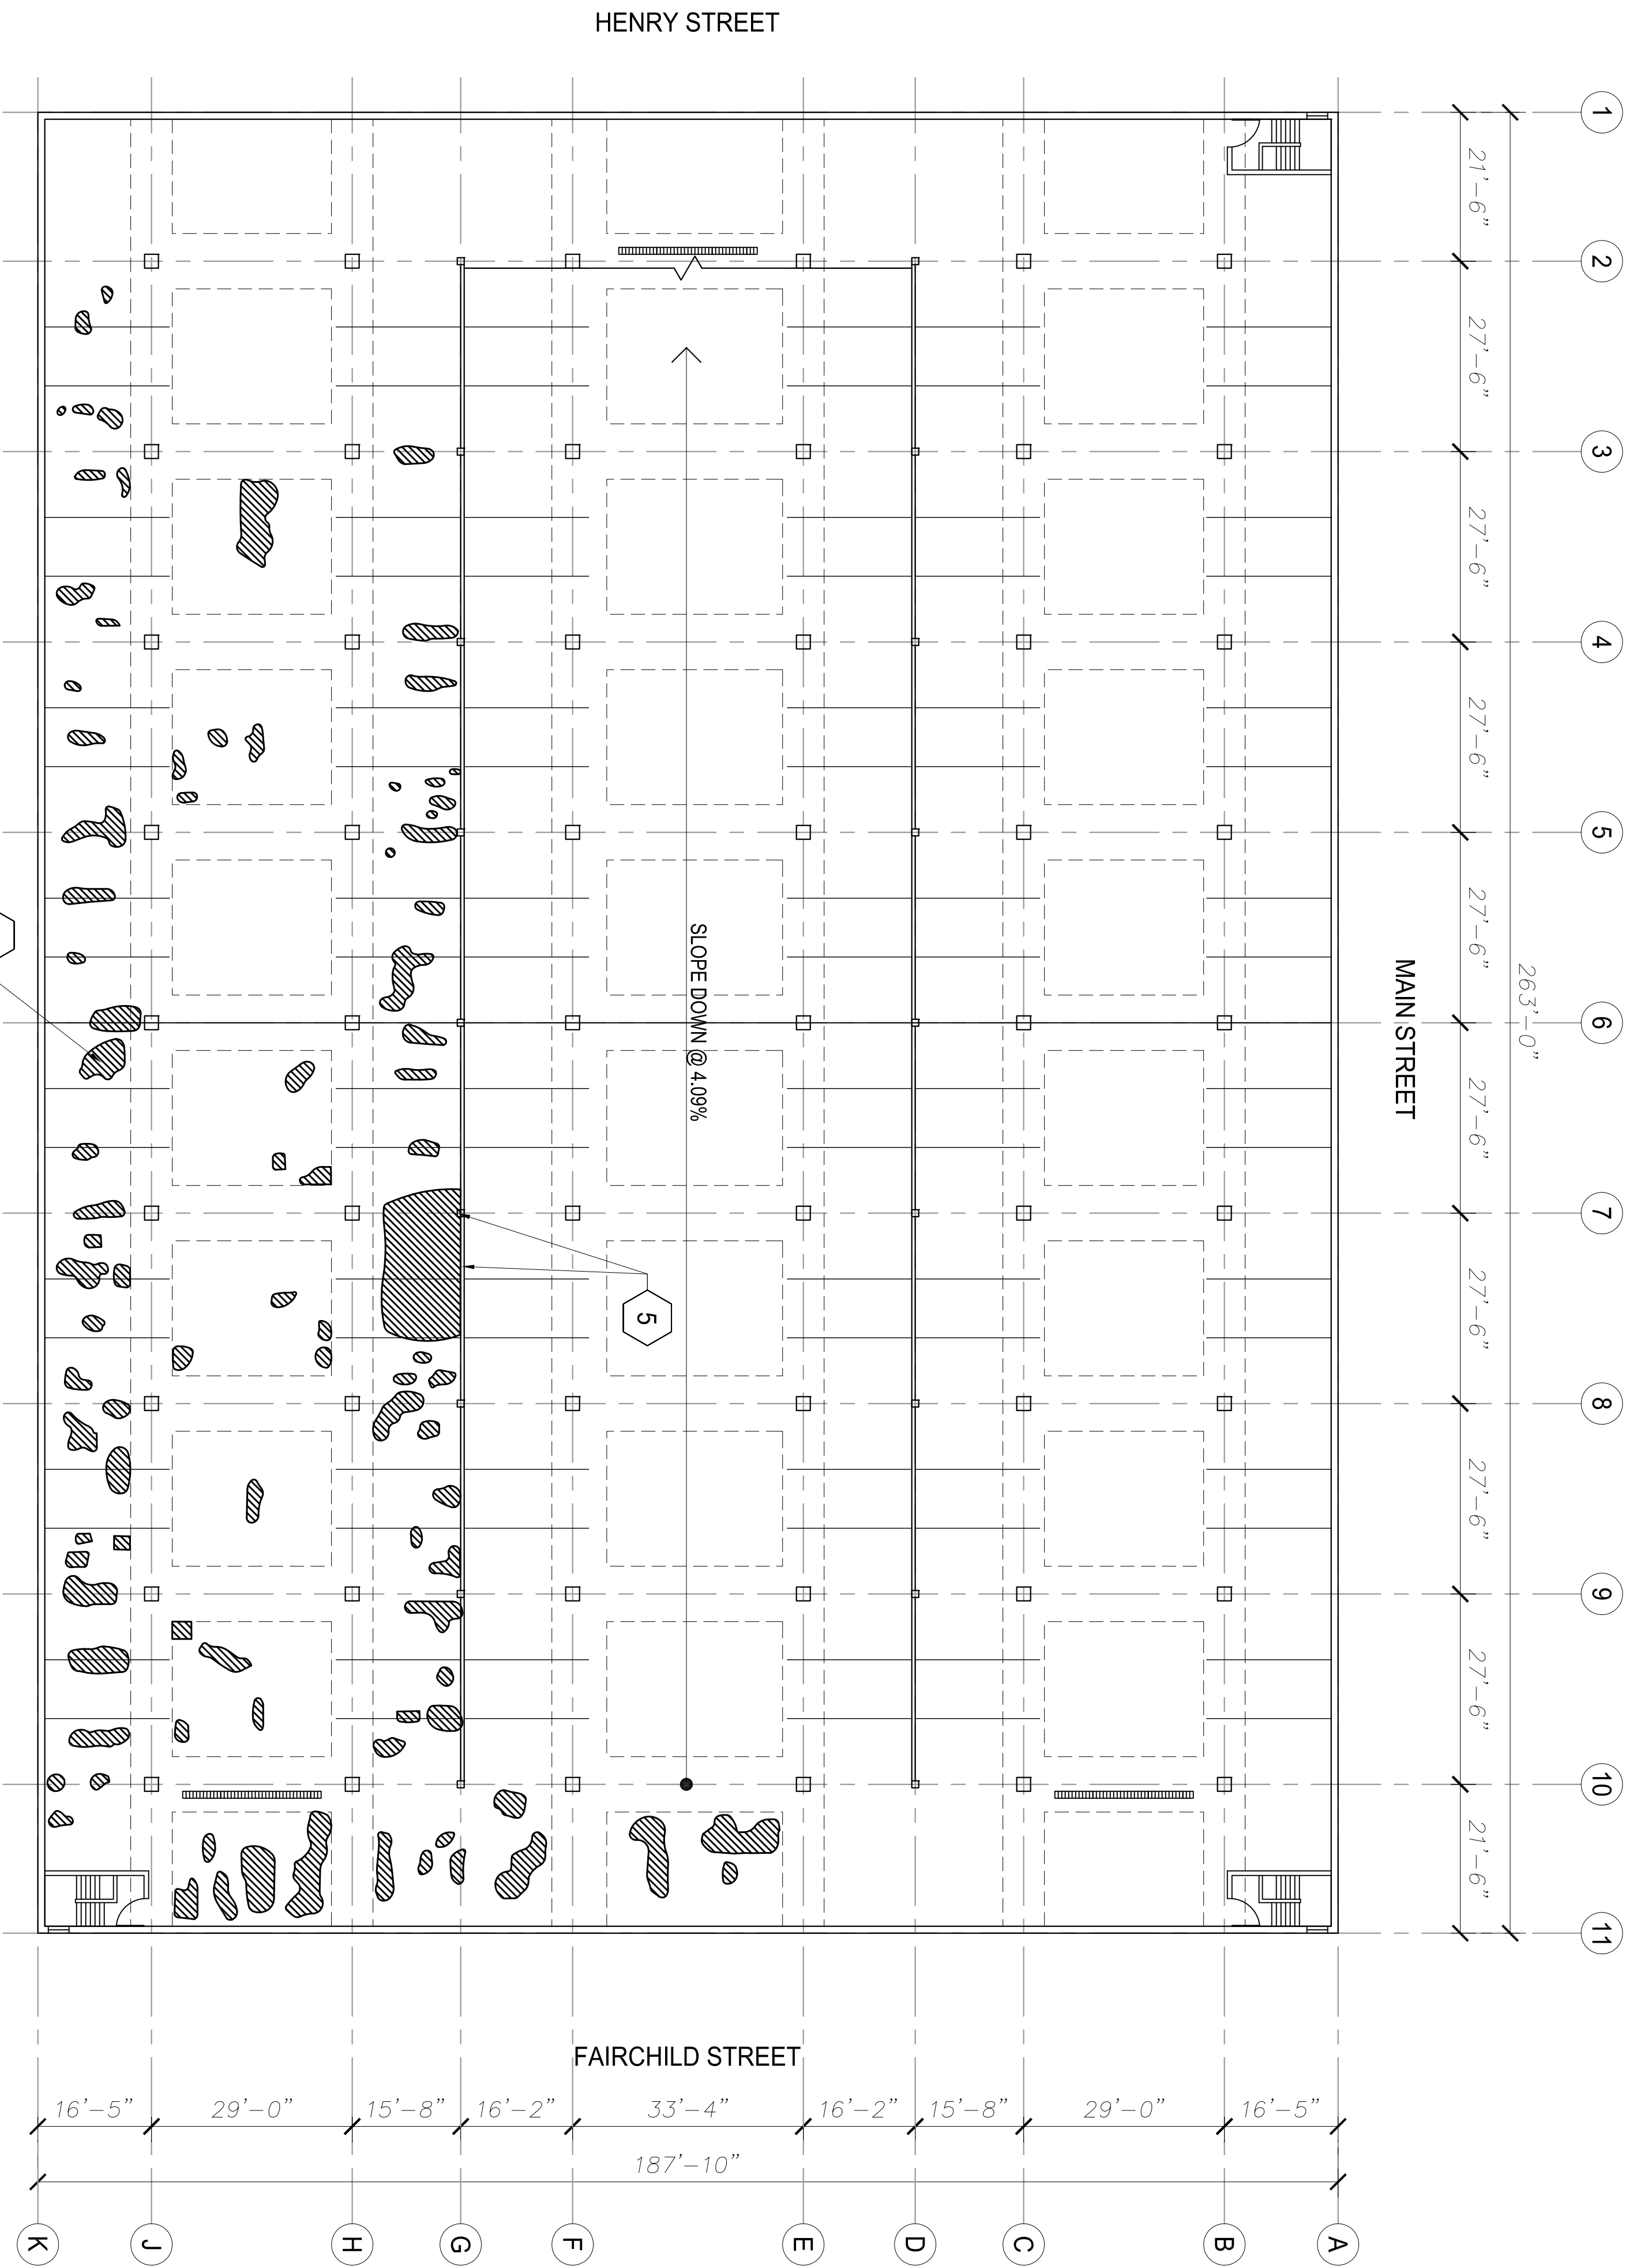 HENRY STREET
1
2
3
4
5
6
7
8
9
10
11
21'-6"
27'-6"
27'-6"
27'-6"
27'-6"
27'-6"
27'-6"
27'-6"
27'-6"
21'-6"
263'-0"
MAIN STREET
SLOPE DOWN @ 4.09%
5
FAIRCHILD STREET
16'-5"
29'-0"
15'-8"
16'-2"
33'-4"
16'-2"
15'-8"
29'-0"
16'-5"
187'-10"
K
J
H
G
F
E
D
C
B
A